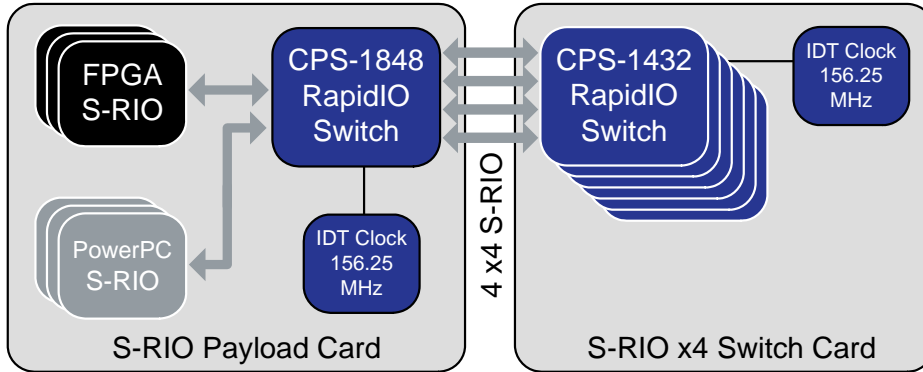 FPGA
S-RIO
CPS-1848
RapidIO
Switch
PowerPC
S-RIO
IDT Clock
156.25
MHz
S-RIO Payload Card
4 x4 S-RIO
CPS-1432
RapidIO
Switch
IDT Clock
156.25
MHz
S-RIO x4 Switch Card